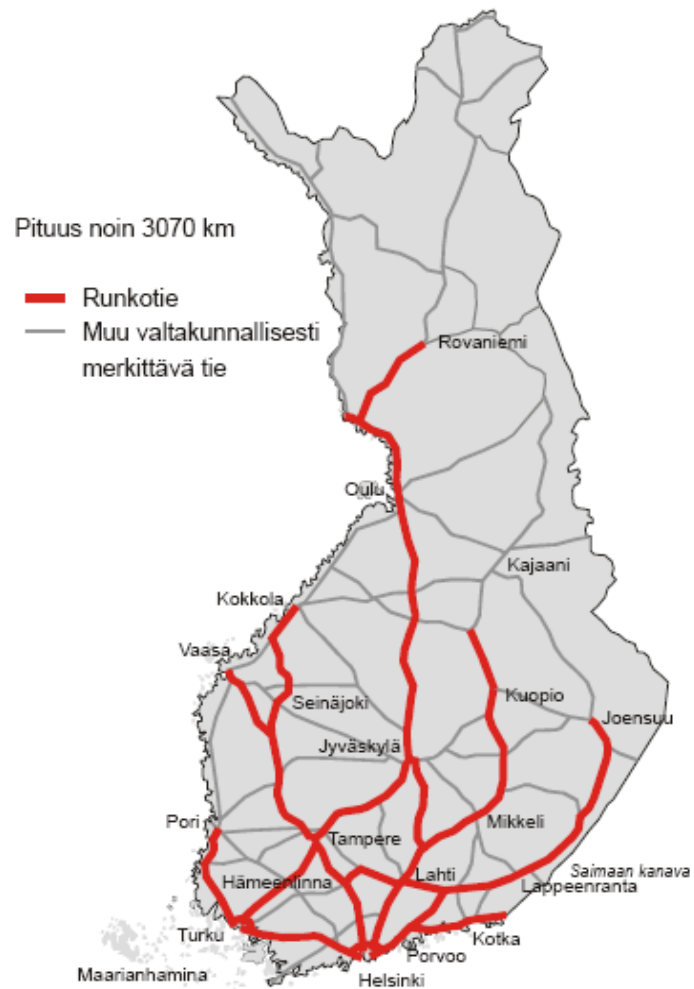 Pituus noin 3070 km
Runkotie
Muu valtakunnallisesti
merkittävä tie
Rovaniemi
Oulu
Kajaani
Kokkola
Vaasa
Kuopio
Seinäjoki
Joensuu
Jyväskylä
Pori
Mikkeli
Tampere
Saimaan kanava
Lahti
Hämeenlinna
Lappeenranta
Turku
Kotka
Porvoo
Maarianhamina
Helsinki